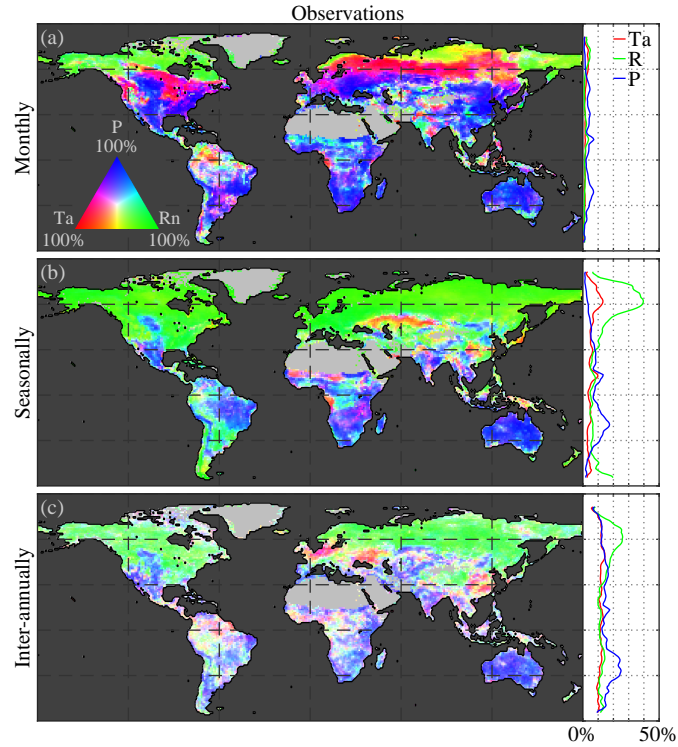 Observations
(a)
Ta
R
P
Monthly
P
100%
Ta
Rn
100%
100%
(b)
Seasonally
(c)
Inter-annually
0%
50%